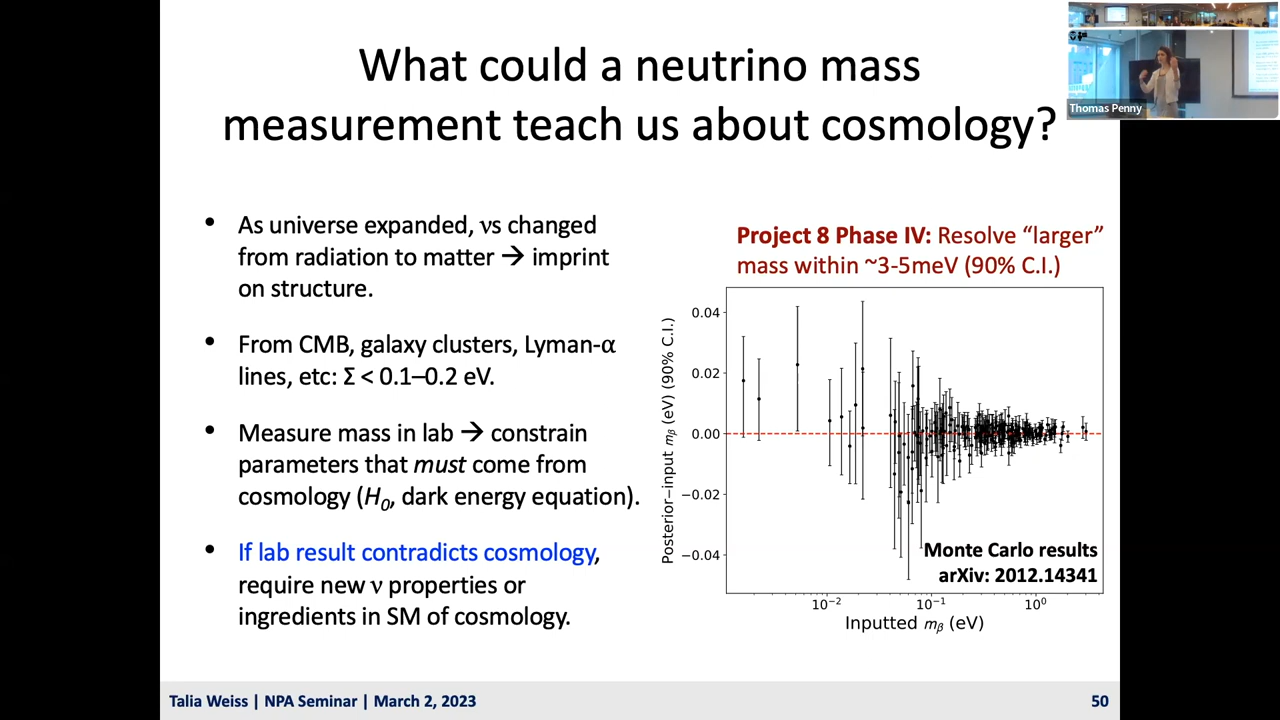 What could a neutrino mass
measurement teach us about cosmology?
Thomas Penny
• As universe expanded, νs changed
from radiation to matter → imprint
on structure.
• From CMB, galaxy clusters, Lyman-α
lines, etc: Σ < 0.1–0.2 eV.
• Measure mass in lab → constrain
parameters that must come from
cosmology (H0, dark energy equation).
• If lab result contradicts cosmology,
require new ν properties or
ingredients in SM of cosmology.
Project 8 Phase IV: Resolve “larger”
mass within ~3-5meV (90% C.I.)
Posterior−input mβ (eV) (90% C.I.)
0.04
0.02
0.00
−0.02
−0.04
Monte Carlo results
arXiv: 2012.14341
10⁻² 10⁻¹ 10⁰
Inputted mβ (eV)
Talia Weiss | NPA Seminar | March 2, 2023
50